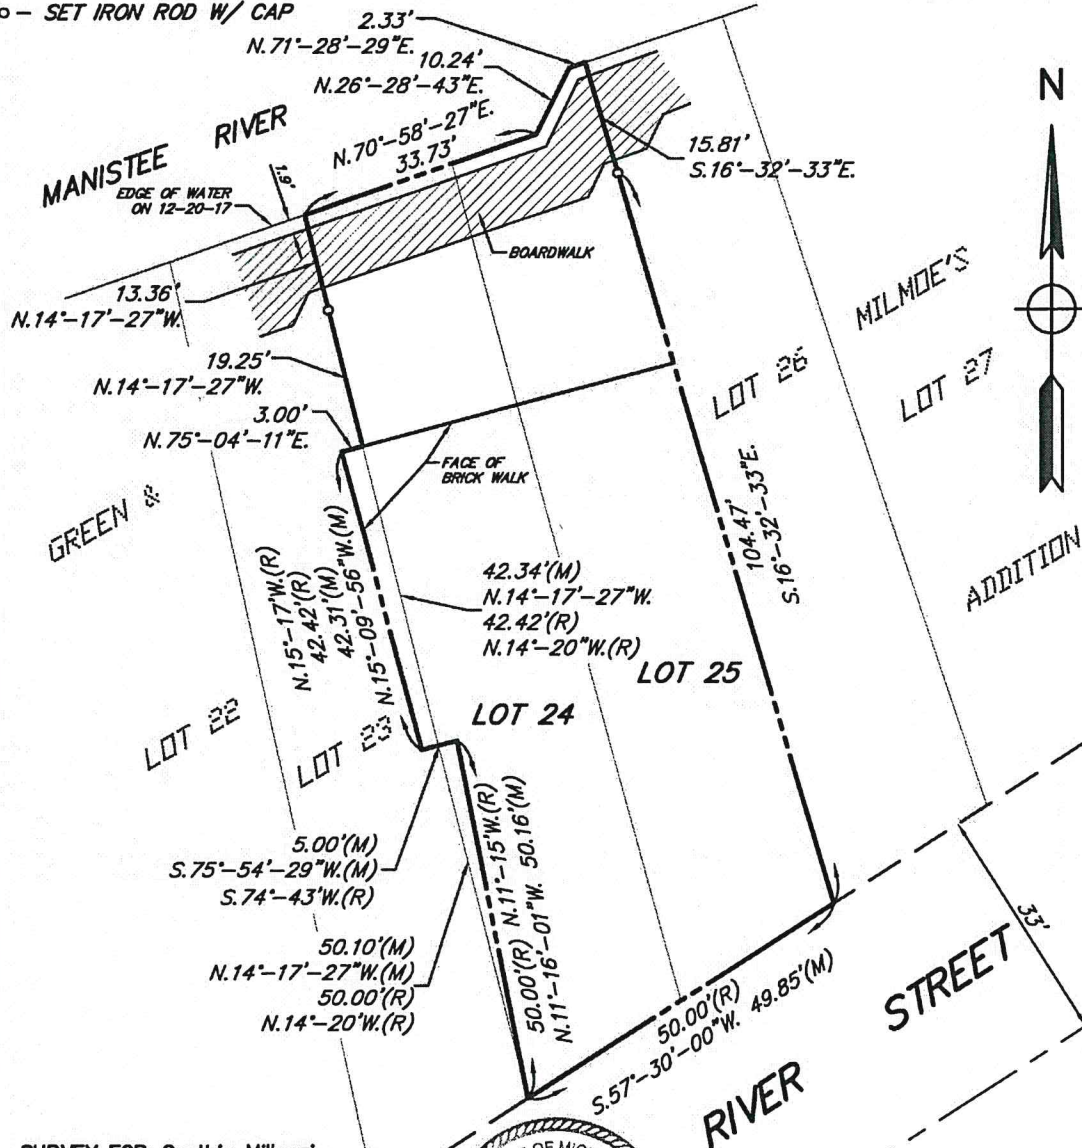 o – SET IRON ROD W/ CAP
2.33'
N.71°-28'-29"E.
10.24'
N.26°-28'-43"E.
N.70°-58'-27"E.
33.73'
MANISTEE RIVER
1.9'
EDGE OF WATER
ON 12-20-17
15.81'
S.16°-32'-33"E.
N
BOARDWALK
13.36'
N.14°-17'-27"W.
19.25'
N.14°-17'-27"W.
3.00'
N.75°-04'-11"E.
FACE OF
BRICK WALK
MILMOE'S
LOT 26
LOT 27
GREEN &
ADDITION
104.47'
S.16°-32'-33"E.
N.15°-17'W.(R)
42.42'(R)
42.31'(M)
N.15°-09'-56"W.(M)
42.34'(M)
N.14°-17'-27"W.
42.42'(R)
N.14°-20"W.(R)
LOT 25
LOT 24
LOT 22
LOT 23
5.00'(M)
S.75°-54'-29"W.(M)
S.74°-43'W.(R)
50.10'(M)
N.14°-17'-27"W.(M)
50.00'(R)
N.14°-20'W.(R)
50.00'(R) N.11°-15'W.(R)
N.11°-16'-01"W. 50.16'(M)
50.00'(R)
S.57°-30'-00"W. 49.85'(M)
33'
RIVER STREET
SURVEY FOR
OF MIC